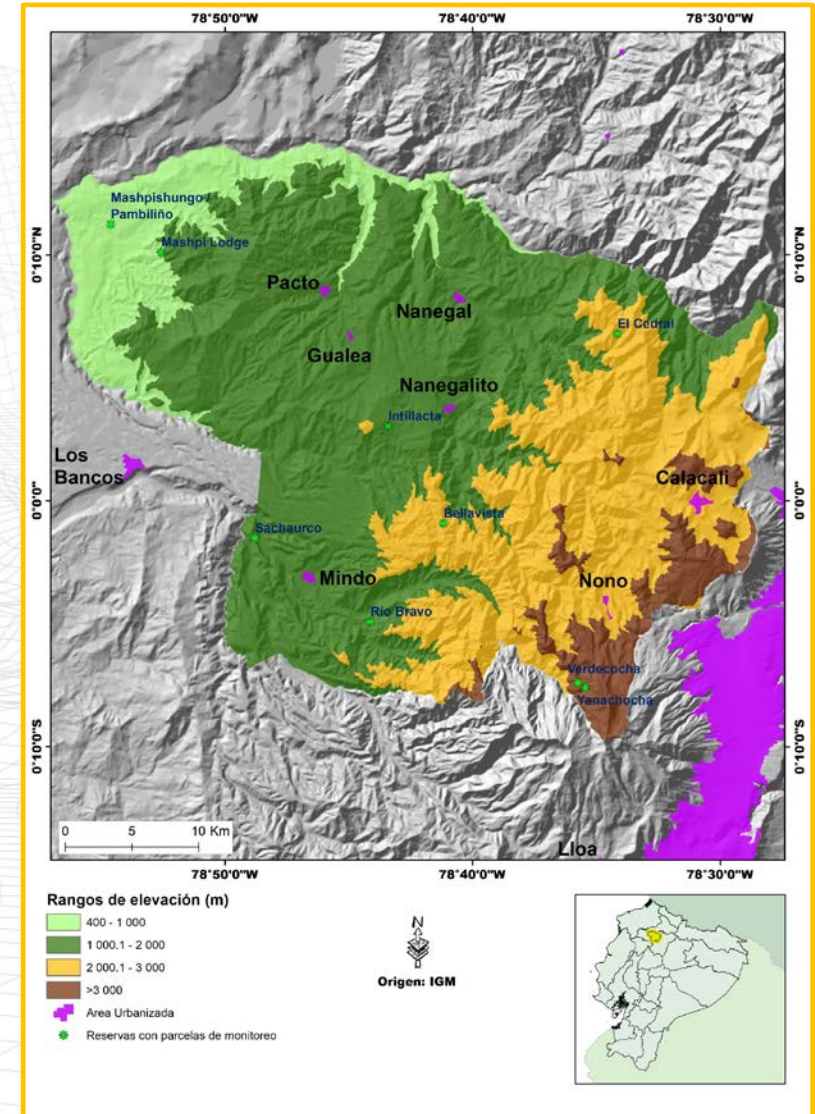 78°50'0"W 78°40'0"W 78°30'0"W
0°10'0"N 0°10'0"N
Mashpishungo /
Pambiliño
Mashpi Lodge
Pacto
Nanegal
El Cedral
Gualea
Nanegalito
Intillacta
Los
Bancos
Calacali
0°0'0" 0°0'0"
Bellavista
Sachaurco
Mindo
Nono
Río Bravo
Verdecocha
Yanachocha
0°10'0"S 0°10'0"S
0 5 10 Km
Lloa
78°50'0"W 78°40'0"W 78°30'0"W
Rangos de elevación (m)
400 - 1 000
1 000.1 - 2 000
2 000.1 - 3 000
>3 000
Area Urbanizada
Reservas con parcelas de monitoreo
N
Origen: IGM